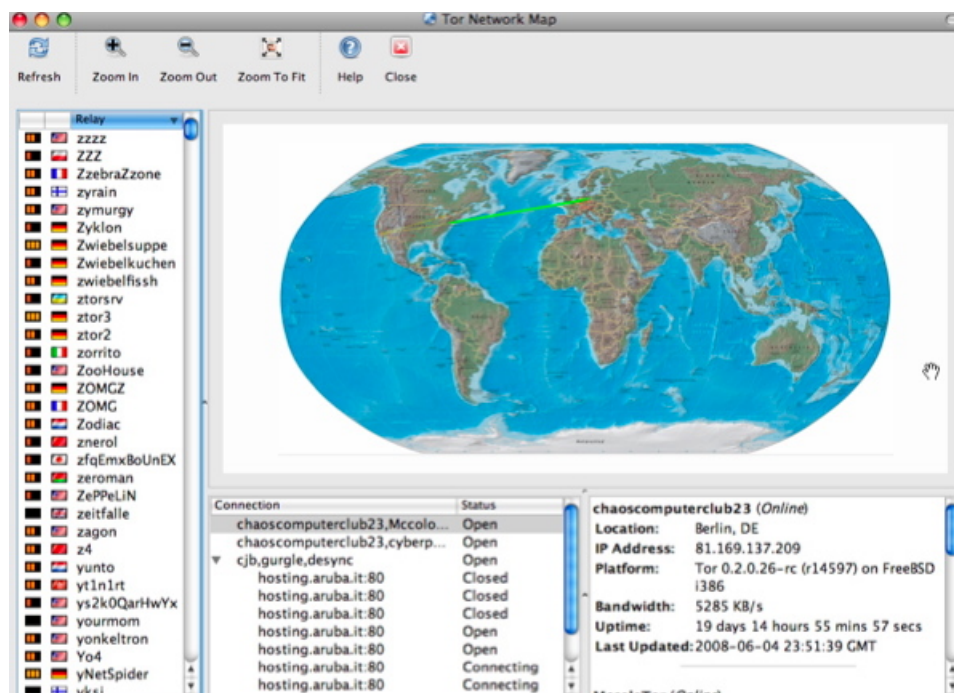 Tor Network Map
Refresh
Zoom In
Zoom Out
Zoom To Fit
Help
Close
Relay
zzzz
ZZZ
ZzebraZzone
zyrain
zymurgy
Zyklon
Zwiebelsuppe
Zwiebelkuchen
zwiebelfissh
ztorsrv
ztor3
ztor2
zorrito
ZooHouse
ZOMGZ
ZOMG
Zodiac
znerol
zfqEmxBoUnEX
zeroman
ZePPeLiN
zeitfalle
zagon
z4
yunto
yt1n1rt
ys2k0QarHwYx
yourmom
yonkeltron
Yo4
yNetSpider
Connection Status
chaoscomputerclub23,Mccolo... Open
chaoscomputerclub23,cyberp... Open
cjb,gurgle,desync Open
hosting.aruba.it:80 Closed
hosting.aruba.it:80 Closed
hosting.aruba.it:80 Closed
hosting.aruba.it:80 Open
hosting.aruba.it:80 Open
hosting.aruba.it:80 Connecting
hosting.aruba.it:80 Connecting
chaoscomputerclub23 (Online)
Location: Berlin, DE
IP Address: 81.169.137.209
Platform: Tor 0.2.0.26-rc (r14597) on FreeBSD
i386
Bandwidth: 5285 KB/s
Uptime: 19 days 14 hours 55 mins 57 secs
Last Updated: 2008-06-04 23:51:39 GMT